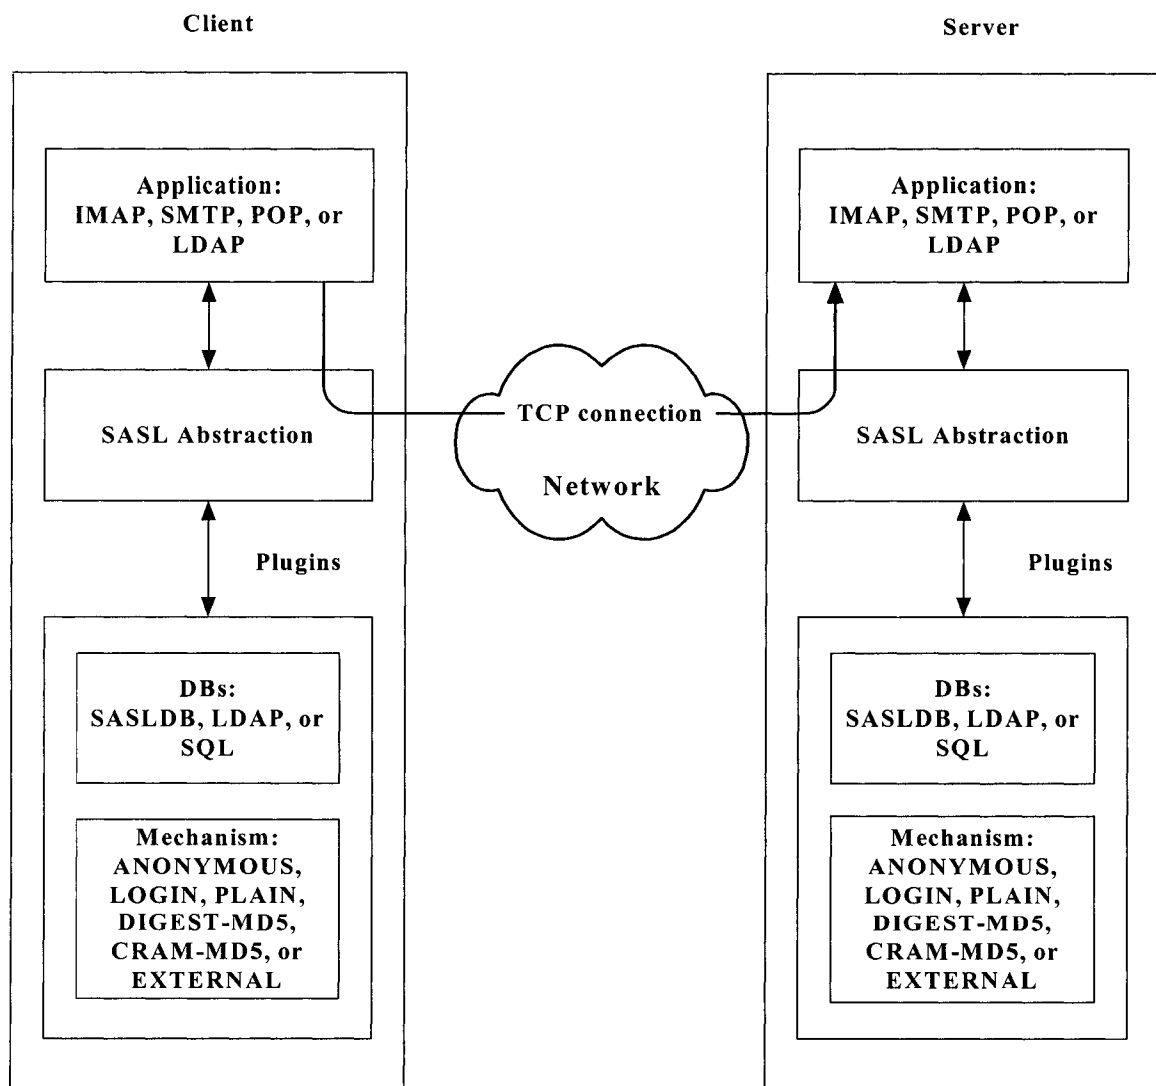 Client
Application:
IMAP, SMTP, POP, or
LDAP
SASL Abstraction
Plugins
DBs:
SASLDB, LDAP, or
SQL
Mechanism:
ANONYMOUS,
LOGIN, PLAIN,
DIGEST-MD5,
CRAM-MD5, or
EXTERNAL
TCP connection
Network
Server
Application:
IMAP, SMTP, POP, or
LDAP
SASL Abstraction
Plugins
DBs:
SASLDB, LDAP, or
SQL
Mechanism:
ANONYMOUS,
LOGIN, PLAIN,
DIGEST-MD5,
CRAM-MD5, or
EXTERNAL